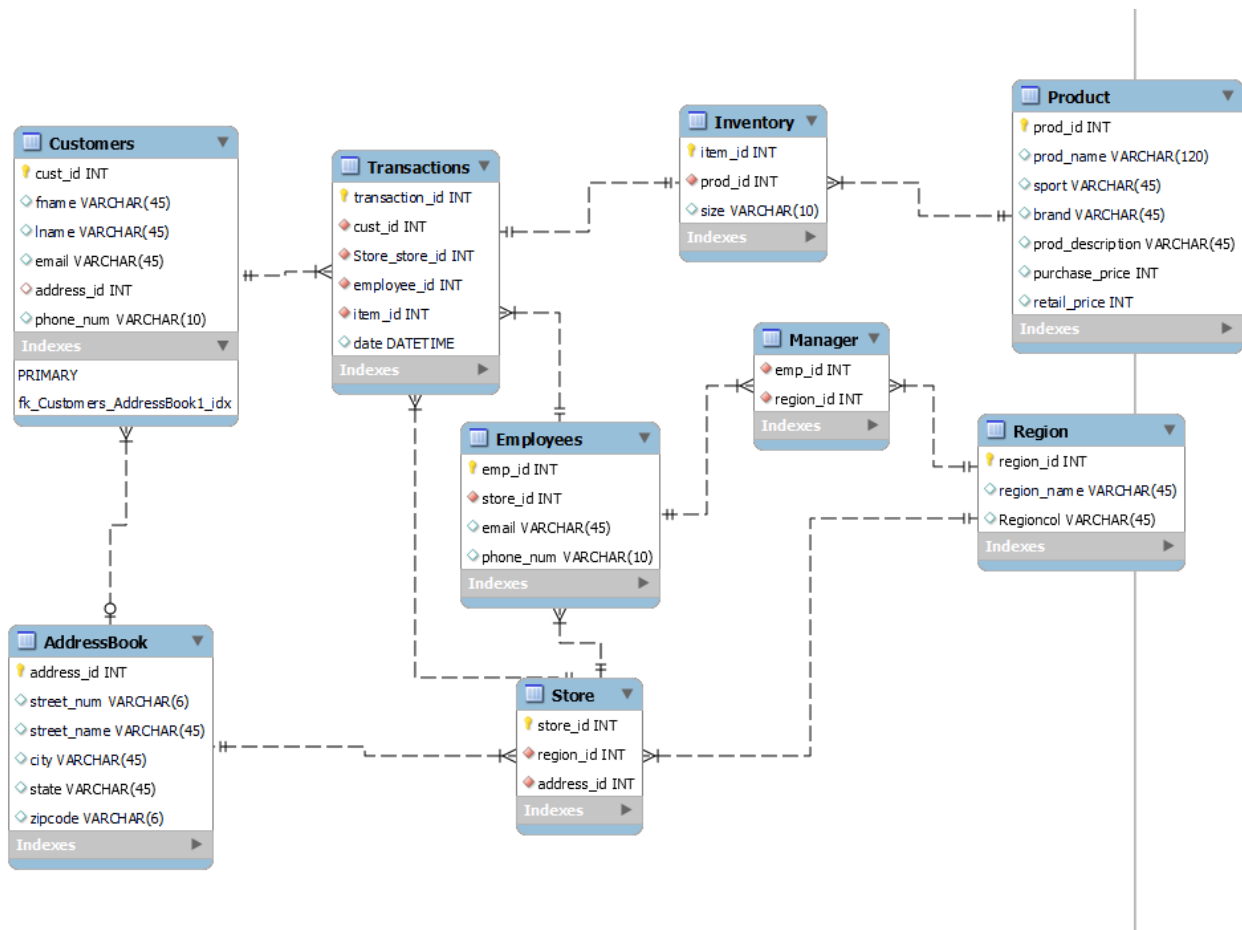 Customers
cust_id INT
fname VARCHAR(45)
lname VARCHAR(45)
email VARCHAR(45)
address_id INT
phone_num VARCHAR(10)
Indexes
PRIMARY
fk_Customers_AddressBook1_idx
Transactions
transaction_id INT
cust_id INT
Store_store_id INT
employee_id INT
item_id INT
date DATETIME
Indexes
Inventory
item_id INT
prod_id INT
size VARCHAR(10)
Indexes
Product
prod_id INT
prod_name VARCHAR(120)
sport VARCHAR(45)
brand VARCHAR(45)
prod_description VARCHAR(45)
purchase_price INT
retail_price INT
Indexes
Manager
emp_id INT
region_id INT
Indexes
Employees
emp_id INT
store_id INT
email VARCHAR(45)
phone_num VARCHAR(10)
Indexes
Region
region_id INT
region_name VARCHAR(45)
Regioncol VARCHAR(45)
Indexes
AddressBook
address_id INT
street_num VARCHAR(6)
street_name VARCHAR(45)
city VARCHAR(45)
state VARCHAR(45)
zipcode VARCHAR(6)
Indexes
Store
store_id INT
region_id INT
address_id INT
Indexes